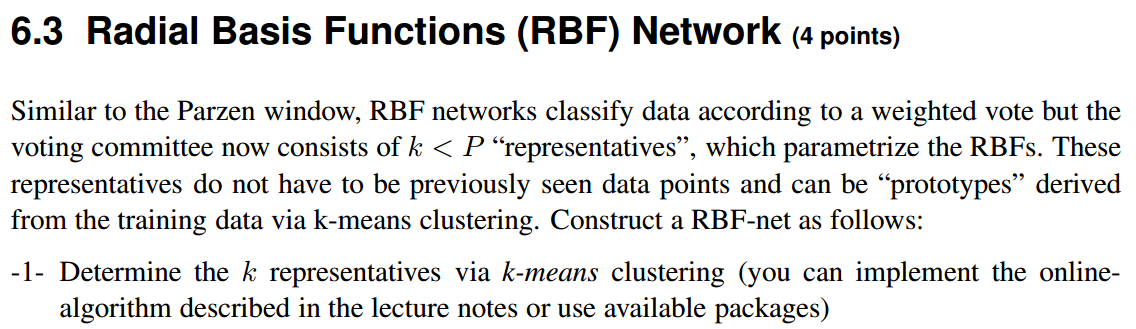 6.3 Radial Basis Functions (RBF) Network (4 points)
Similar to the Parzen window, RBF networks classify data according to a weighted vote but the
voting committee now consists of k < P “representatives”, which parametrize the RBFs. These
representatives do not have to be previously seen data points and can be “prototypes” derived
from the training data via k-means clustering. Construct a RBF-net as follows:
-1- Determine the k representatives via k-means clustering (you can implement the online-
algorithm described in the lecture notes or use available packages)